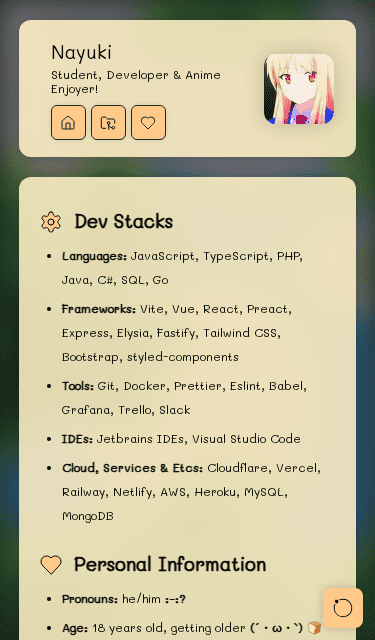 Nayuki
Student, Developer & Anime
Enjoyer!
Dev Stacks
• Languages: JavaScript, TypeScript, PHP,
Java, C#, SQL, Go
• Frameworks: Vite, Vue, React, Preact,
Express, Elysia, Fastify, Tailwind CSS,
Bootstrap, styled-components
• Tools: Git, Docker, Prettier, Eslint, Babel,
Grafana, Trello, Slack
• IDEs: Jetbrains IDEs, Visual Studio Code
• Cloud, Services & Etcs: Cloudflare, Vercel,
Railway, Netlify, AWS, Heroku, MySQL,
MongoDB
Personal Information
• Pronouns: he/him :-:?
• Age: 18 years old, getting older (´・ω・`) 🍞